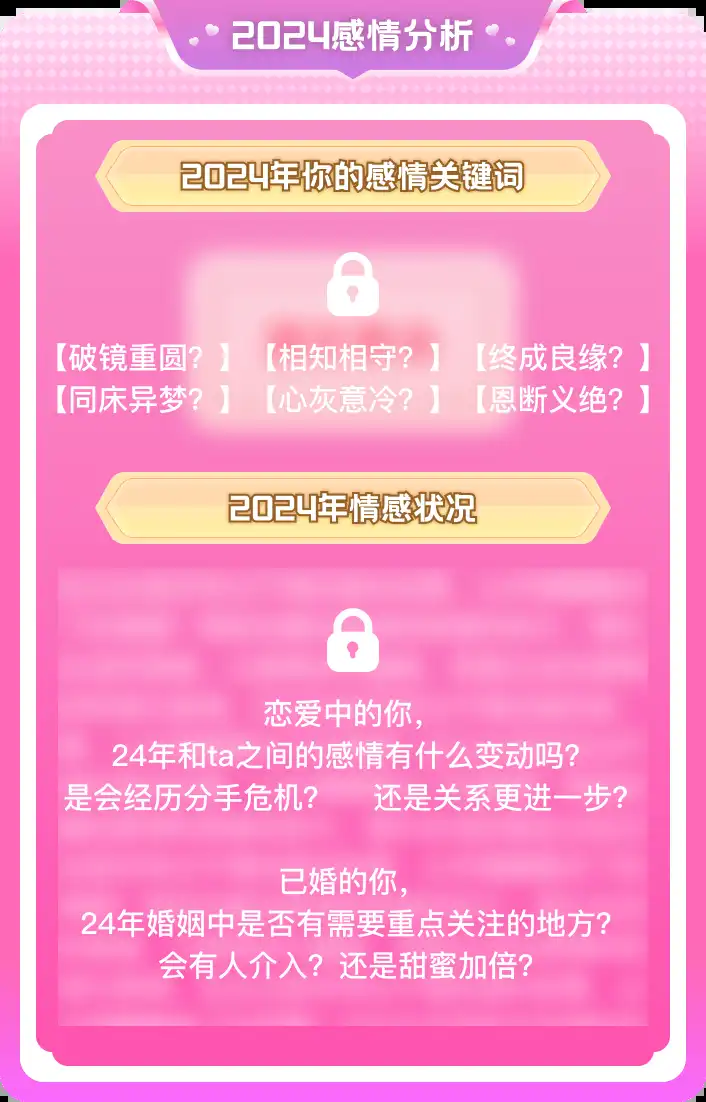 2024感情分析
2024年你的感情关键词
【破镜重圆？】【相知相守？】【终成良缘？】
【同床异梦？】【心灰意冷？】【恩断义绝？】
2024年情感状况
恋爱中的你，
24年和ta之间的感情有什么变动吗？
是会经历分手危机？ 还是关系更进一步？
已婚的你，
24年婚姻中是否有需要重点关注的地方？
会有人介入？还是甜蜜加倍？